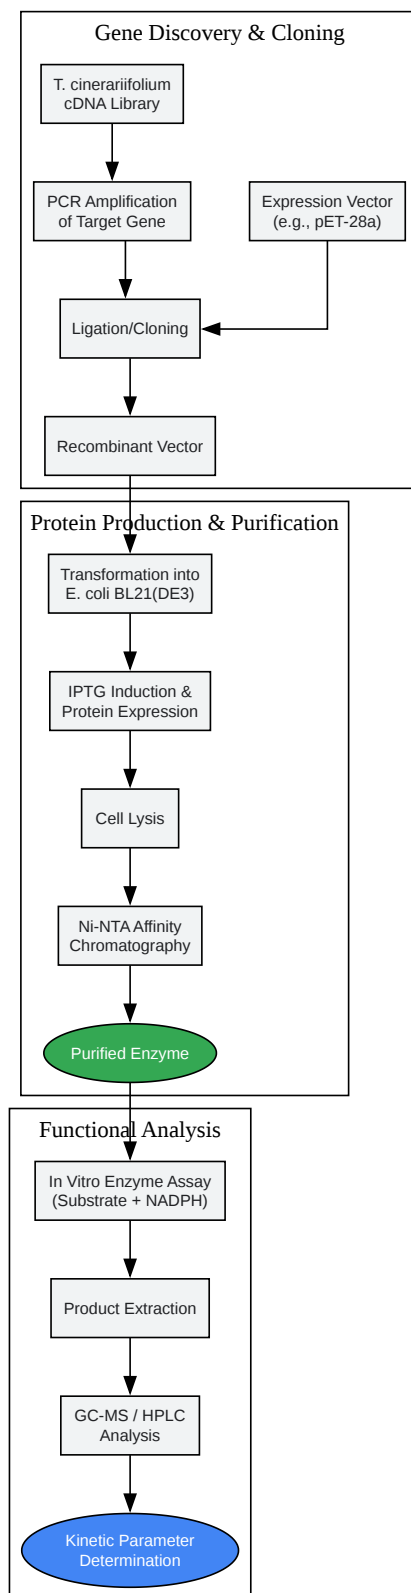 Gene Discovery & Cloning
T. cinerariifolium
cDNA Library
PCR Amplification
of Target Gene
Expression Vector
(e.g., pET-28a)
Ligation/Cloning
Recombinant Vector
Protein Production & Purification
Transformation into
E. coli BL21(DE3)
IPTG Induction &
Protein Expression
Cell Lysis
Ni-NTA Affinity
Chromatography
Purified Enzyme
Functional Analysis
In Vitro Enzyme Assay
(Substrate + NADPH)
Product Extraction
GC-MS / HPLC
Analysis
Kinetic Parameter
Determination